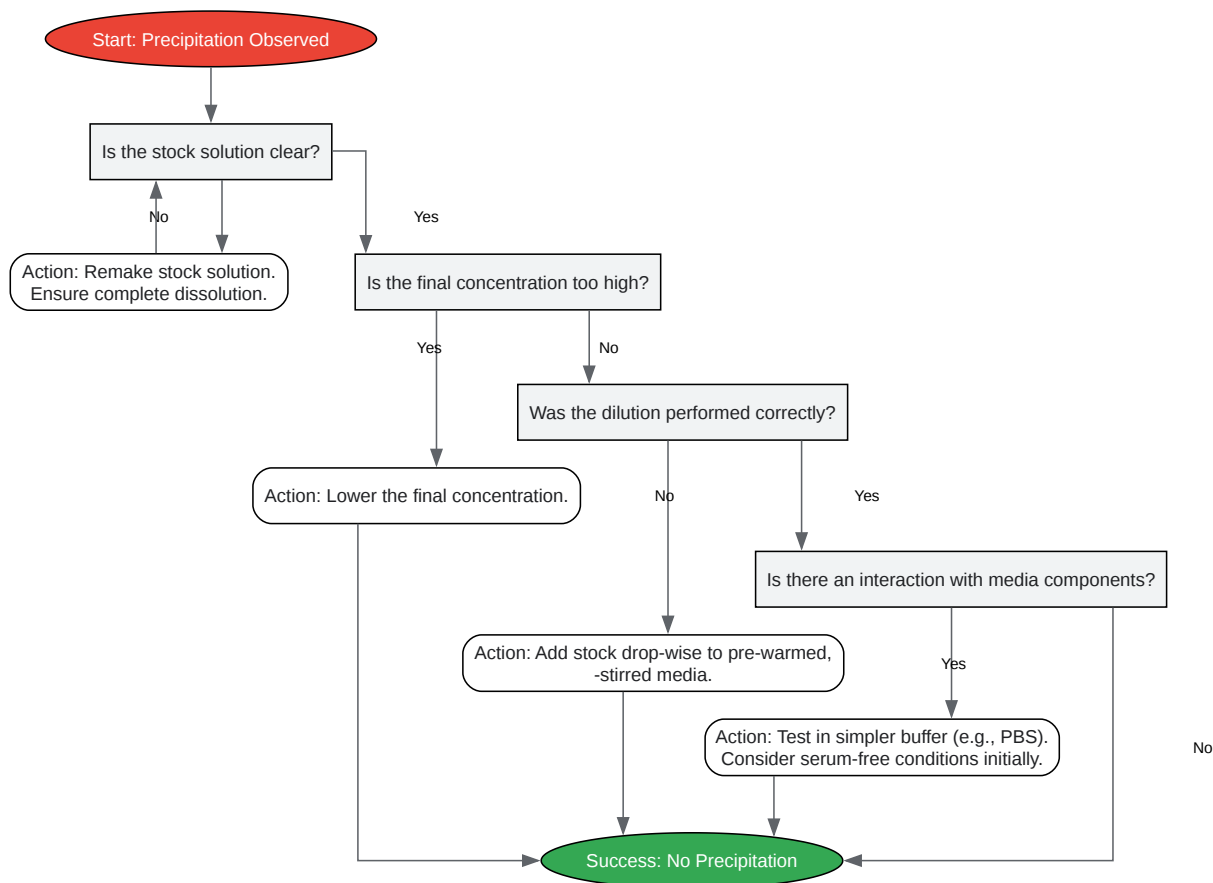 Start: Precipitation Observed
Is the stock solution clear?
No
Yes
Action: Remake stock solution.
Ensure complete dissolution.
Is the final concentration too high?
Yes
No
Was the dilution performed correctly?
Action: Lower the final concentration.
No
Yes
Is there an interaction with media components?
Action: Add stock drop-wise to pre-warmed,
-stirred media.
Yes
Action: Test in simpler buffer (e.g., PBS).
Consider serum-free conditions initially.
No
Success: No Precipitation